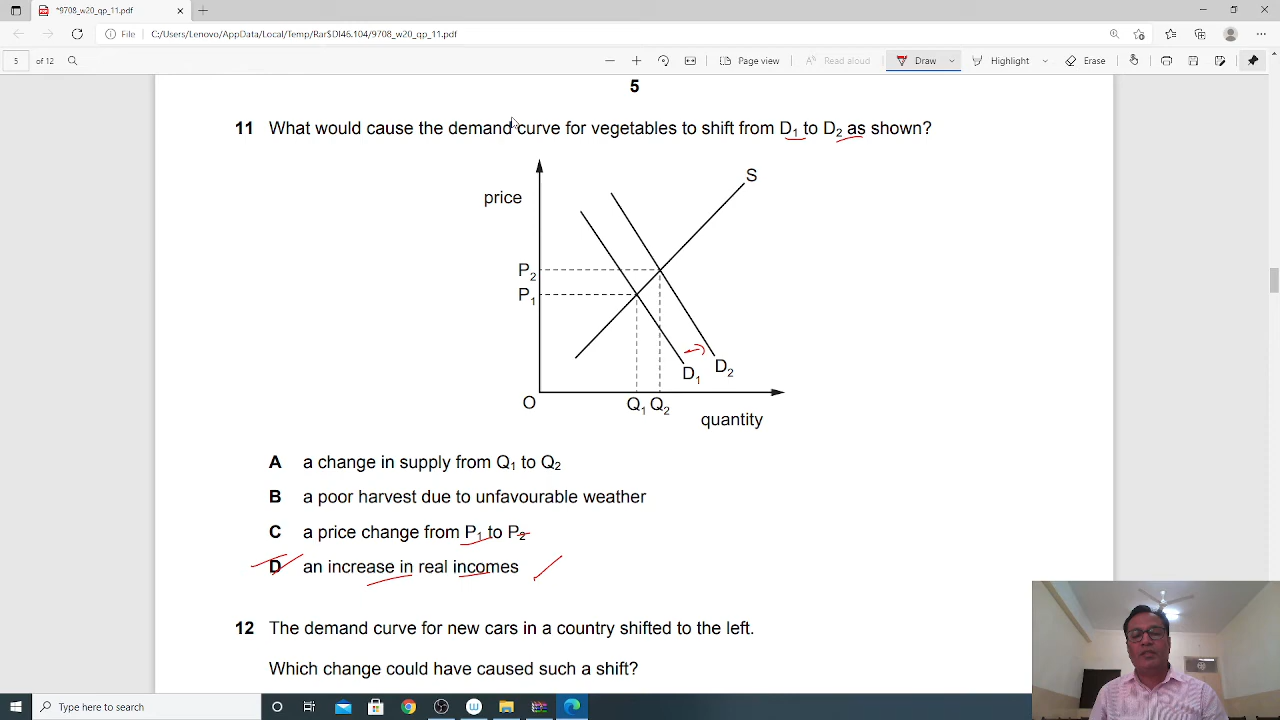 *9708_w20_qp_11.pdf
File
C:/Users/Lenovo/AppData/Local/Temp/Rar$DI46.104/9708_w20_qp_11.pdf
5 of 12
Page view
Read aloud
Draw
Highlight
Erase
5
11 What would cause the demand curve for vegetables to shift from D1 to D2 as shown?
price
S
P2
P1
D1
D2
O
Q1 Q2
quantity
A a change in supply from Q1 to Q2
B a poor harvest due to unfavourable weather
C a price change from P1 to P2
D an increase in real incomes
12 The demand curve for new cars in a country shifted to the left.
Which change could have caused such a shift?
Type here to search